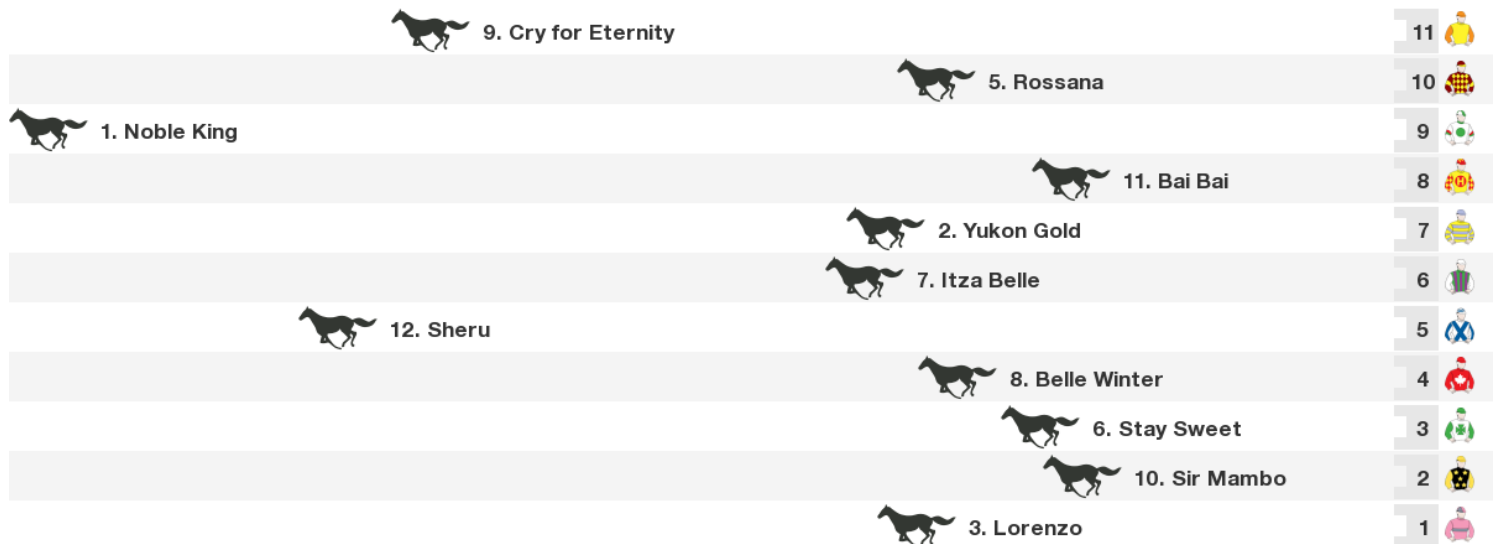 9. Cry for Eternity 11
5. Rossana 10
1. Noble King 9
11. Bai Bai 8 H
2. Yukon Gold 7
7. Itza Belle 6
12. Sheru 5
8. Belle Winter 4
6. Stay Sweet 3
10. Sir Mambo 2
3. Lorenzo 1